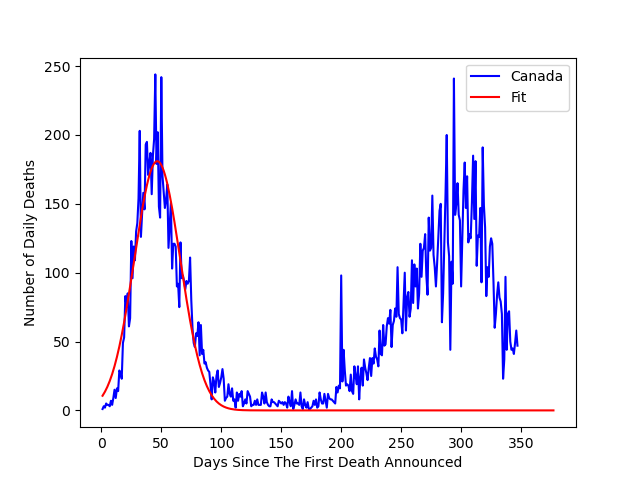 250
200
150
100
50
0
Number of Daily Deaths
Canada
Fit
0 50 100 150 200 250 300 350
Days Since The First Death Announced